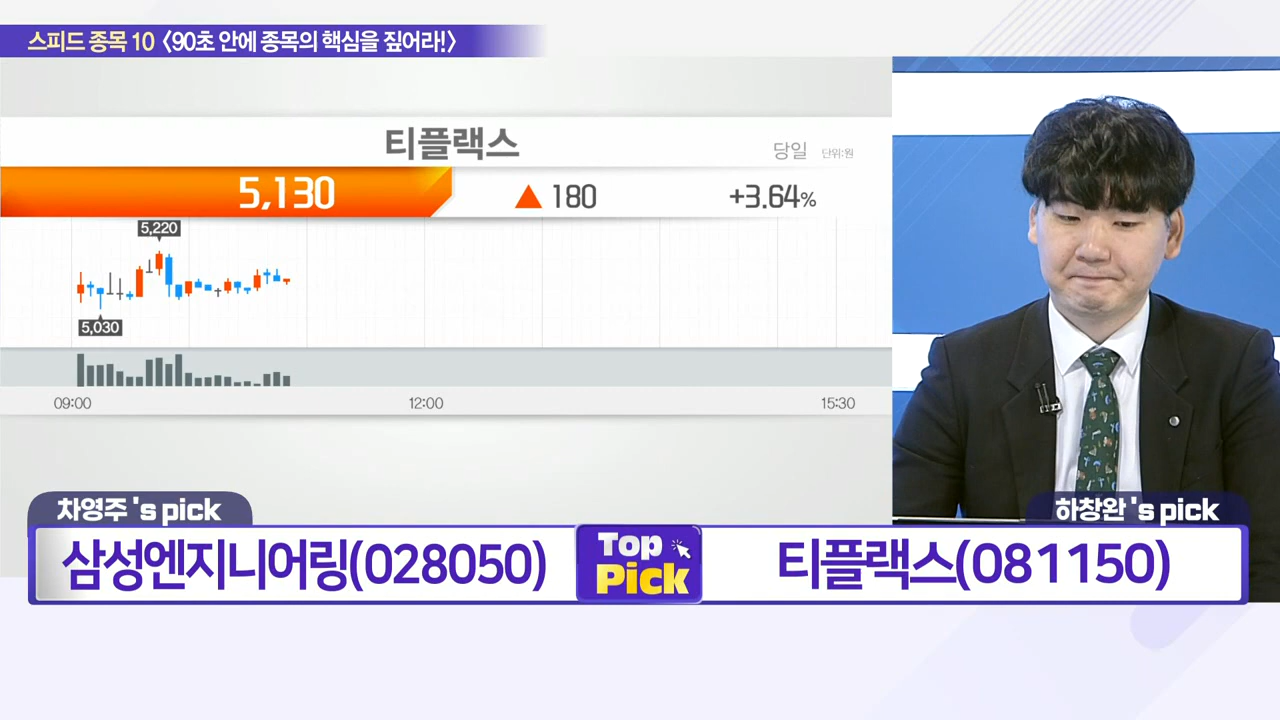 스피드 종목 10 〈90초 안에 종목의 핵심을 짚어라!〉
티플랙스
당일 단위:원
5,130 ▲ 180 +3.64%
5,220
5,030
09:00 12:00 15:30
차영주 's pick
삼성엔지니어링(028050)
Top
Pick
하창완 's pick
티플랙스(081150)